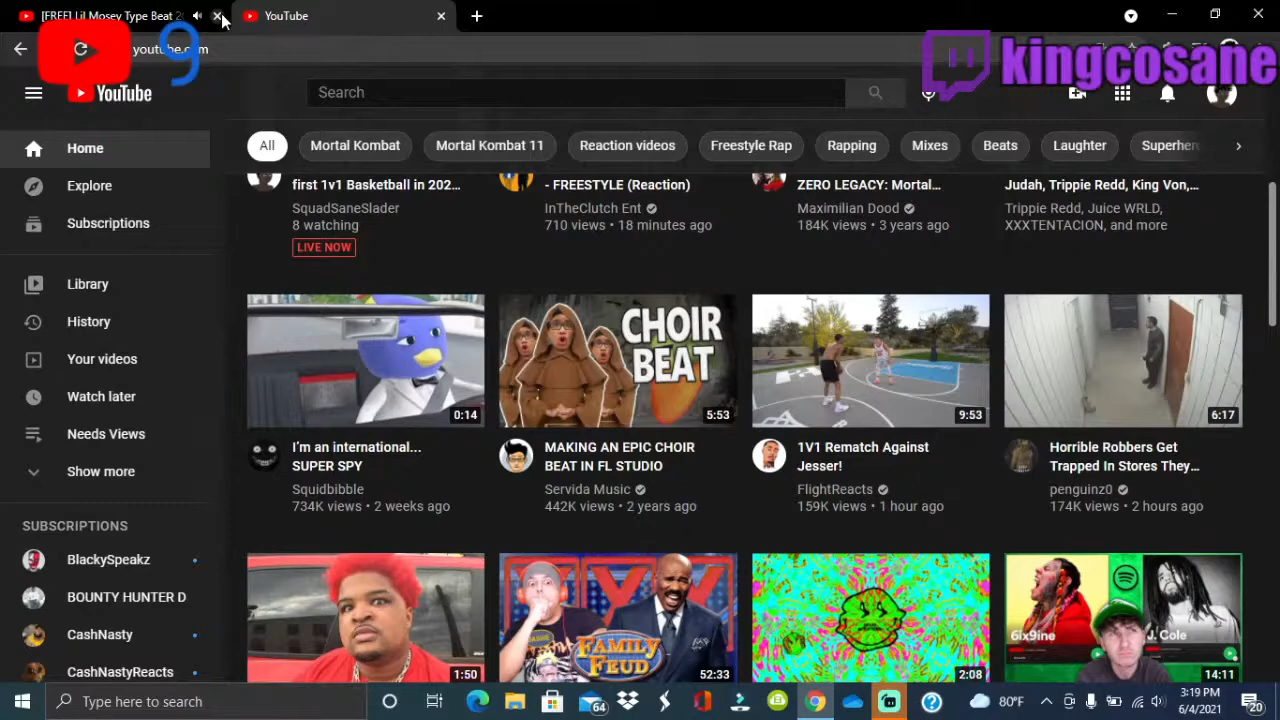 [FREE] Lil Mosey Type Beat 20
YouTube
9
youtube.com
kingcosane
YouTube
Search
Home
Explore
Subscriptions
Library
History
Your videos
Watch later
Needs Views
Show more
SUBSCRIPTIONS
BlackySpeakz
BOUNTY HUNTER D
CashNasty
CashNastyReacts
All
Mortal Kombat
Mortal Kombat 11
Reaction videos
Freestyle Rap
Rapping
Mixes
Beats
Laughter
Superhero
first 1v1 Basketball in 202...
SquadSaneSlader
8 watching
LIVE NOW
- FREESTYLE (Reaction)
InTheClutch Ent
710 views • 18 minutes ago
ZERO LEGACY: Mortal...
Maximilian Dood
184K views • 3 years ago
Judah, Trippie Redd, King Von,...
Trippie Redd, Juice WRLD,
XXXTENTACION, and more
0:14
I'm an international...
SUPER SPY
Squidbibble
734K views • 2 weeks ago
CHOIR
BEAT
5:53
MAKING AN EPIC CHOIR
BEAT IN FL STUDIO
Servida Music
442K views • 2 years ago
9:53
1V1 Rematch Against
Jesser!
FlightReacts
159K views • 1 hour ago
6:17
Horrible Robbers Get
Trapped In Stores They...
penguinz0
174K views • 2 hours ago
1:50
FAMILY
FEUD
52:33
2:08
6ix9ine
J. Cole
14:11
Type here to search
64
80°F
3:19 PM
6/4/2021
20